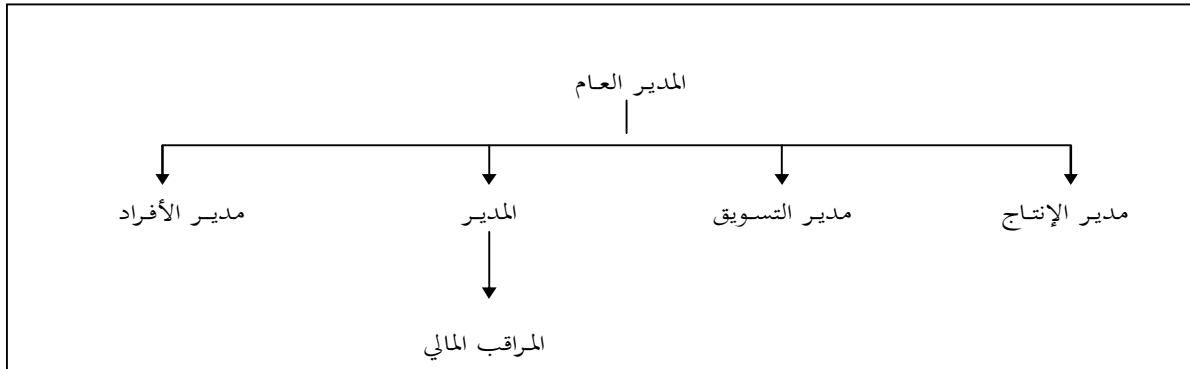 المدير العام
مدير الإنتاج
مدير التسويق
المدير
مدير الأفراد
المراقب المالي